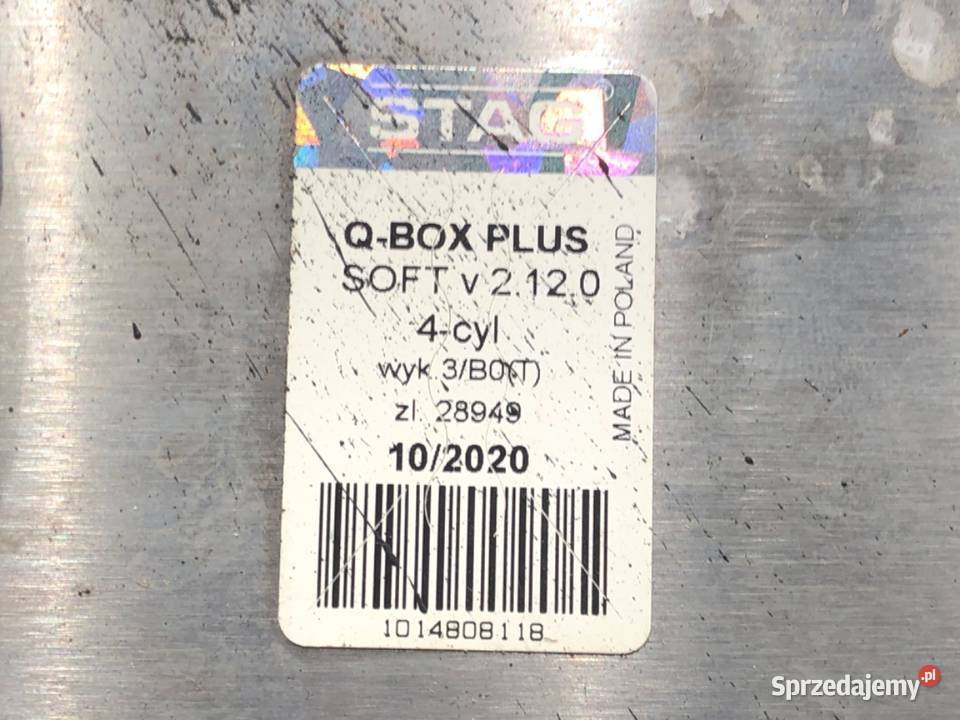 STAG
Q-BOX PLUS
SOFT v 2.12.0
4-cyl
wyk.3/B0(T)
zl. 28949
10/2020
1014808118
MADE IN POLAND
Sprzedajemy.pl